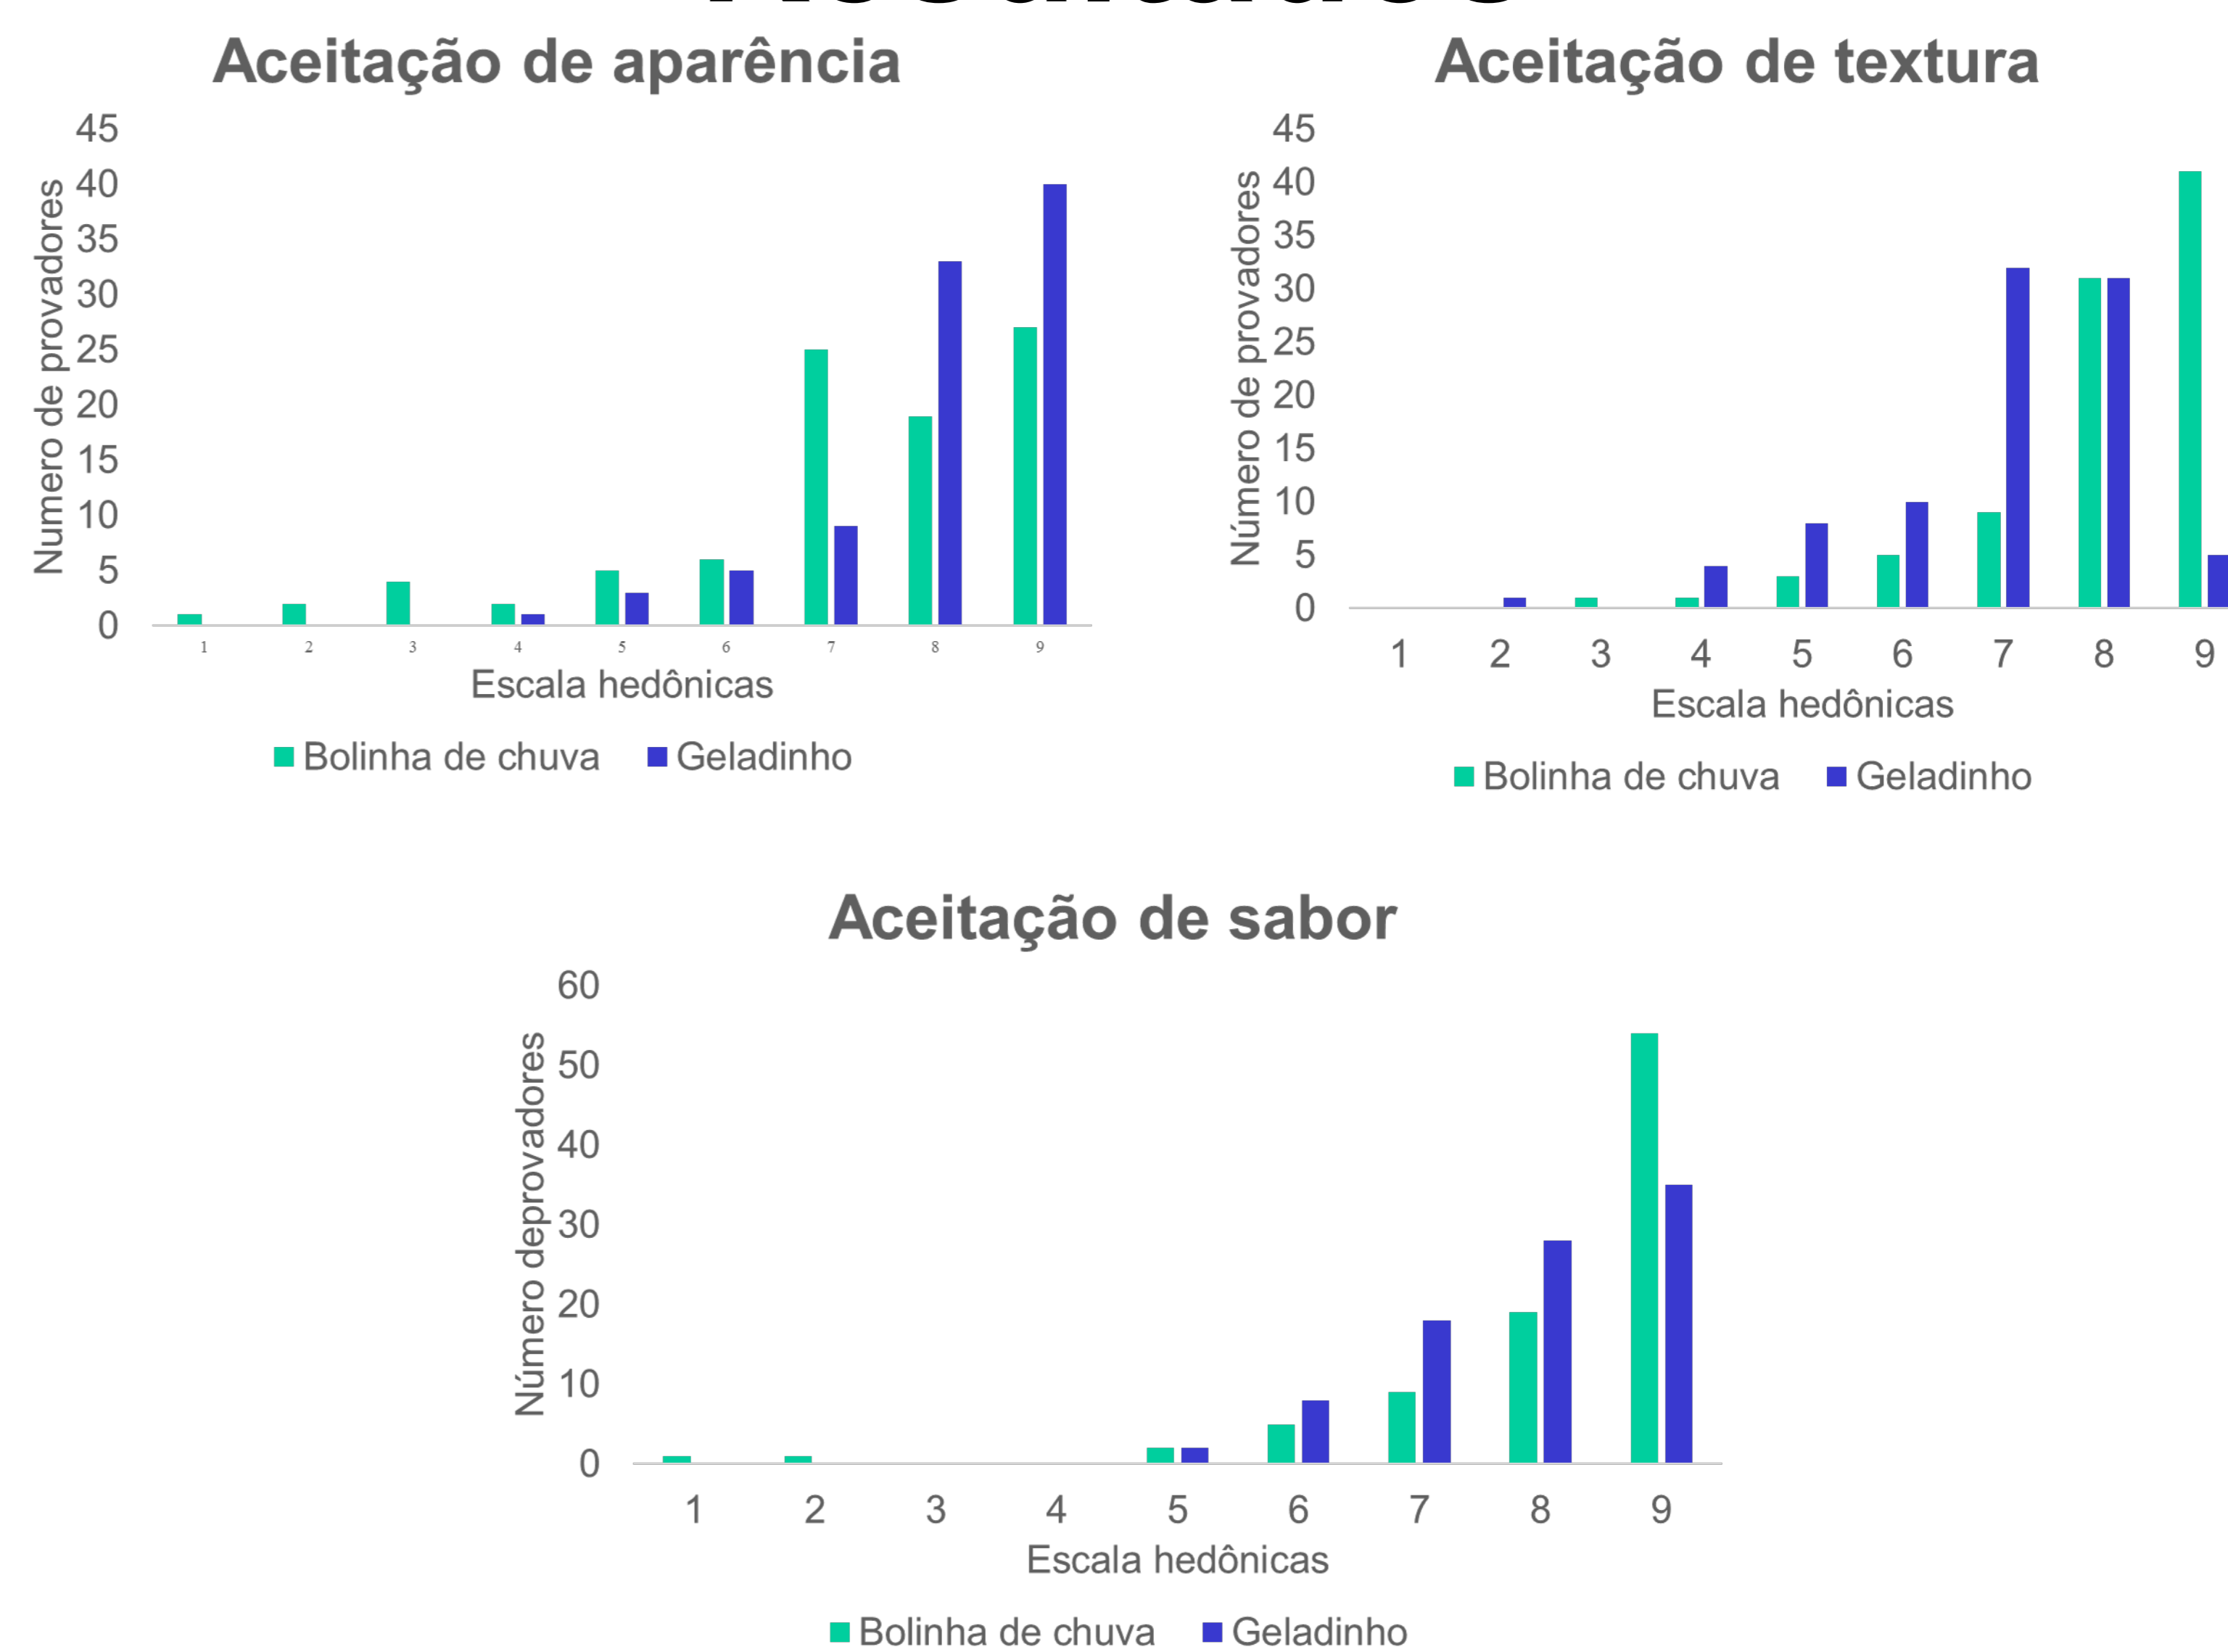 Aceitação de aparência
45
40
35
30
25
20
15
10
5
0
Numero de provadores
1 2 3 4 5 6 7 8 9
Escala hedônicas
Bolinha de chuva Geladinho
Aceitação de textura
45
40
35
30
25
20
15
10
5
0
Número de provadores
1 2 3 4 5 6 7 8 9
Escala hedônicas
Bolinha de chuva Geladinho
Aceitação de sabor
60
50
40
30
20
10
0
Número deprovadores
1 2 3 4 5 6 7 8 9
Escala hedônicas
Bolinha de chuva Geladinho